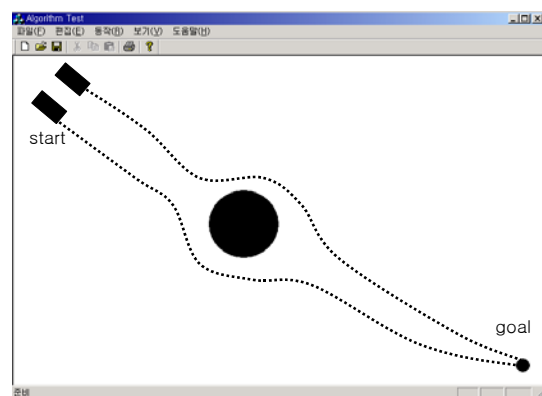 Algorithm Test
파일(F) 편집(E) 동작(R) 보기(V) 도움말(H)
start
goal
준비